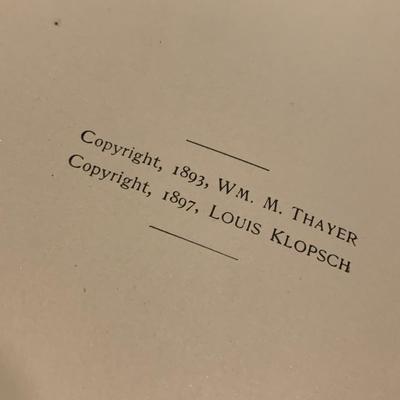 Copyright, 1893, WM. M. THAYER
Copyright, 1897, LOUIS KLOPSCH